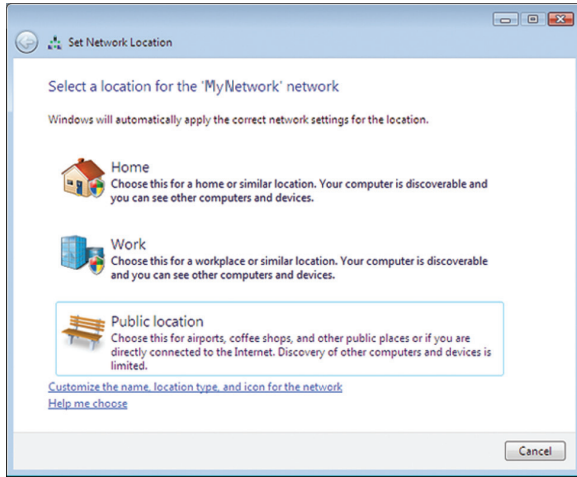 Set Network Location
Select a location for the 'MyNetwork' network
Windows will automatically apply the correct network settings for the location.
Home
Choose this for a home or similar location. Your computer is discoverable and
you can see other computers and devices.
Work
Choose this for a workplace or similar location. Your computer is discoverable
and you can see other computers and devices.
Public location
Choose this for airports, coffee shops, and other public places or if you are
directly connected to the Internet. Discovery of other computers and devices is
limited.
Customize the name, location type, and icon for the network
Help me choose
Cancel